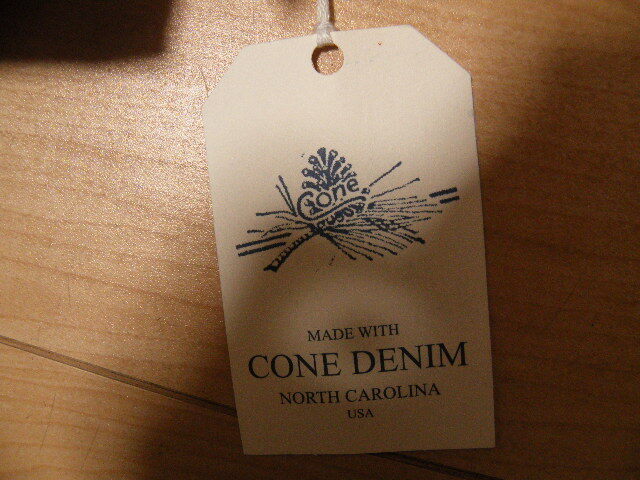 Cone
MADE WITH
CONE DENIM
NORTH CAROLINA
USA